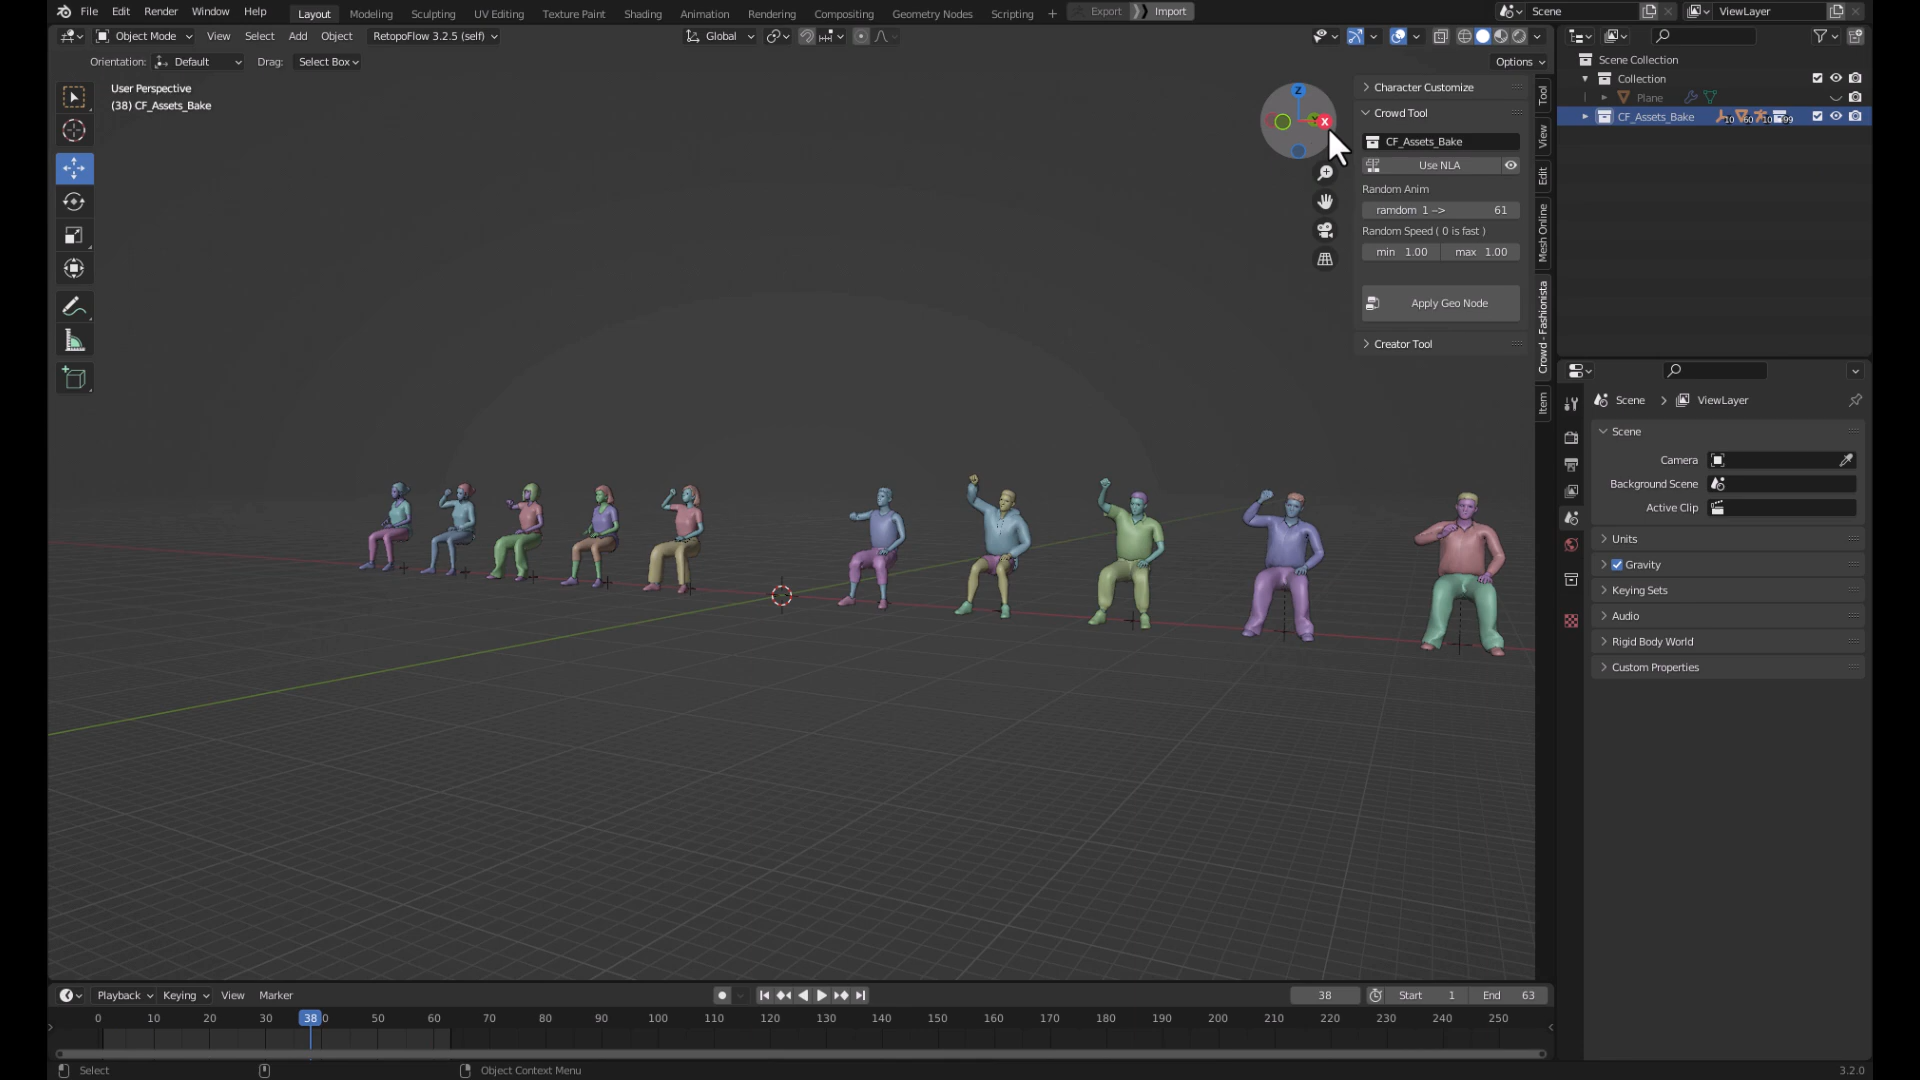 File Edit Render Window Help Layout Modeling Sculpting UV Editing Texture Paint Shading Animation Rendering Compositing Geometry Nodes Scripting + Export Import Scene ViewLayer
Object Mode View Select Add Object RetopoFlow 3.2.5 (self) Global
Orientation: Default Drag: Select Box Options
User Perspective
(38) CF_Assets_Bake
Z
X
Character Customize
Crowd Tool
CF_Assets_Bake
Use NLA
Random Anim
ramdom 1 -> 61
Random Speed ( 0 is fast )
min 1.00 max 1.00
Apply Geo Node
Creator Tool
Tool
View
Edit
Mesh Online
Crowd - Fashionista
Item
Scene Collection
Collection
Plane
CF_Assets_Bake 10 60 10 99
Scene > ViewLayer
Scene
Camera
Background Scene
Active Clip
Units
Gravity
Keying Sets
Audio
Rigid Body World
Custom Properties
Playback Keying View Marker 38 Start 1 End 63
0 10 20 30 38 0 50 60 70 80 90 100 110 120 130 140 150 160 170 180 190 200 210 220 230 240 250
Select Object Context Menu 3.2.0